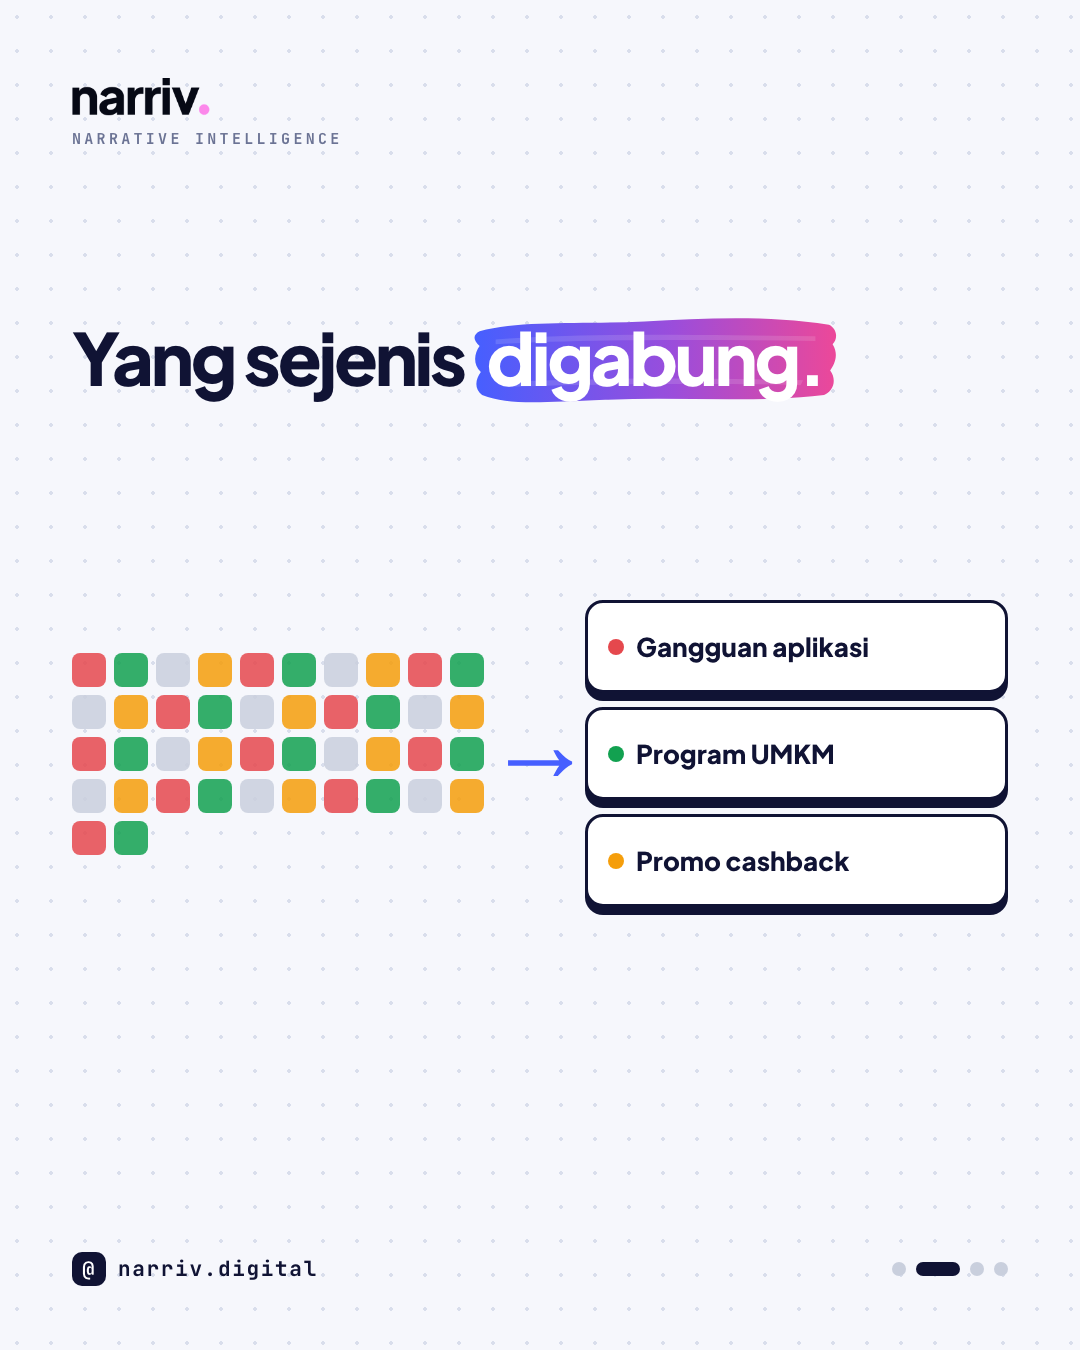 narriv.
NARRATIVE INTELLIGENCE
Yang sejenis digabung.
Gangguan aplikasi
Program UMKM
Promo cashback
@ narriv.digital